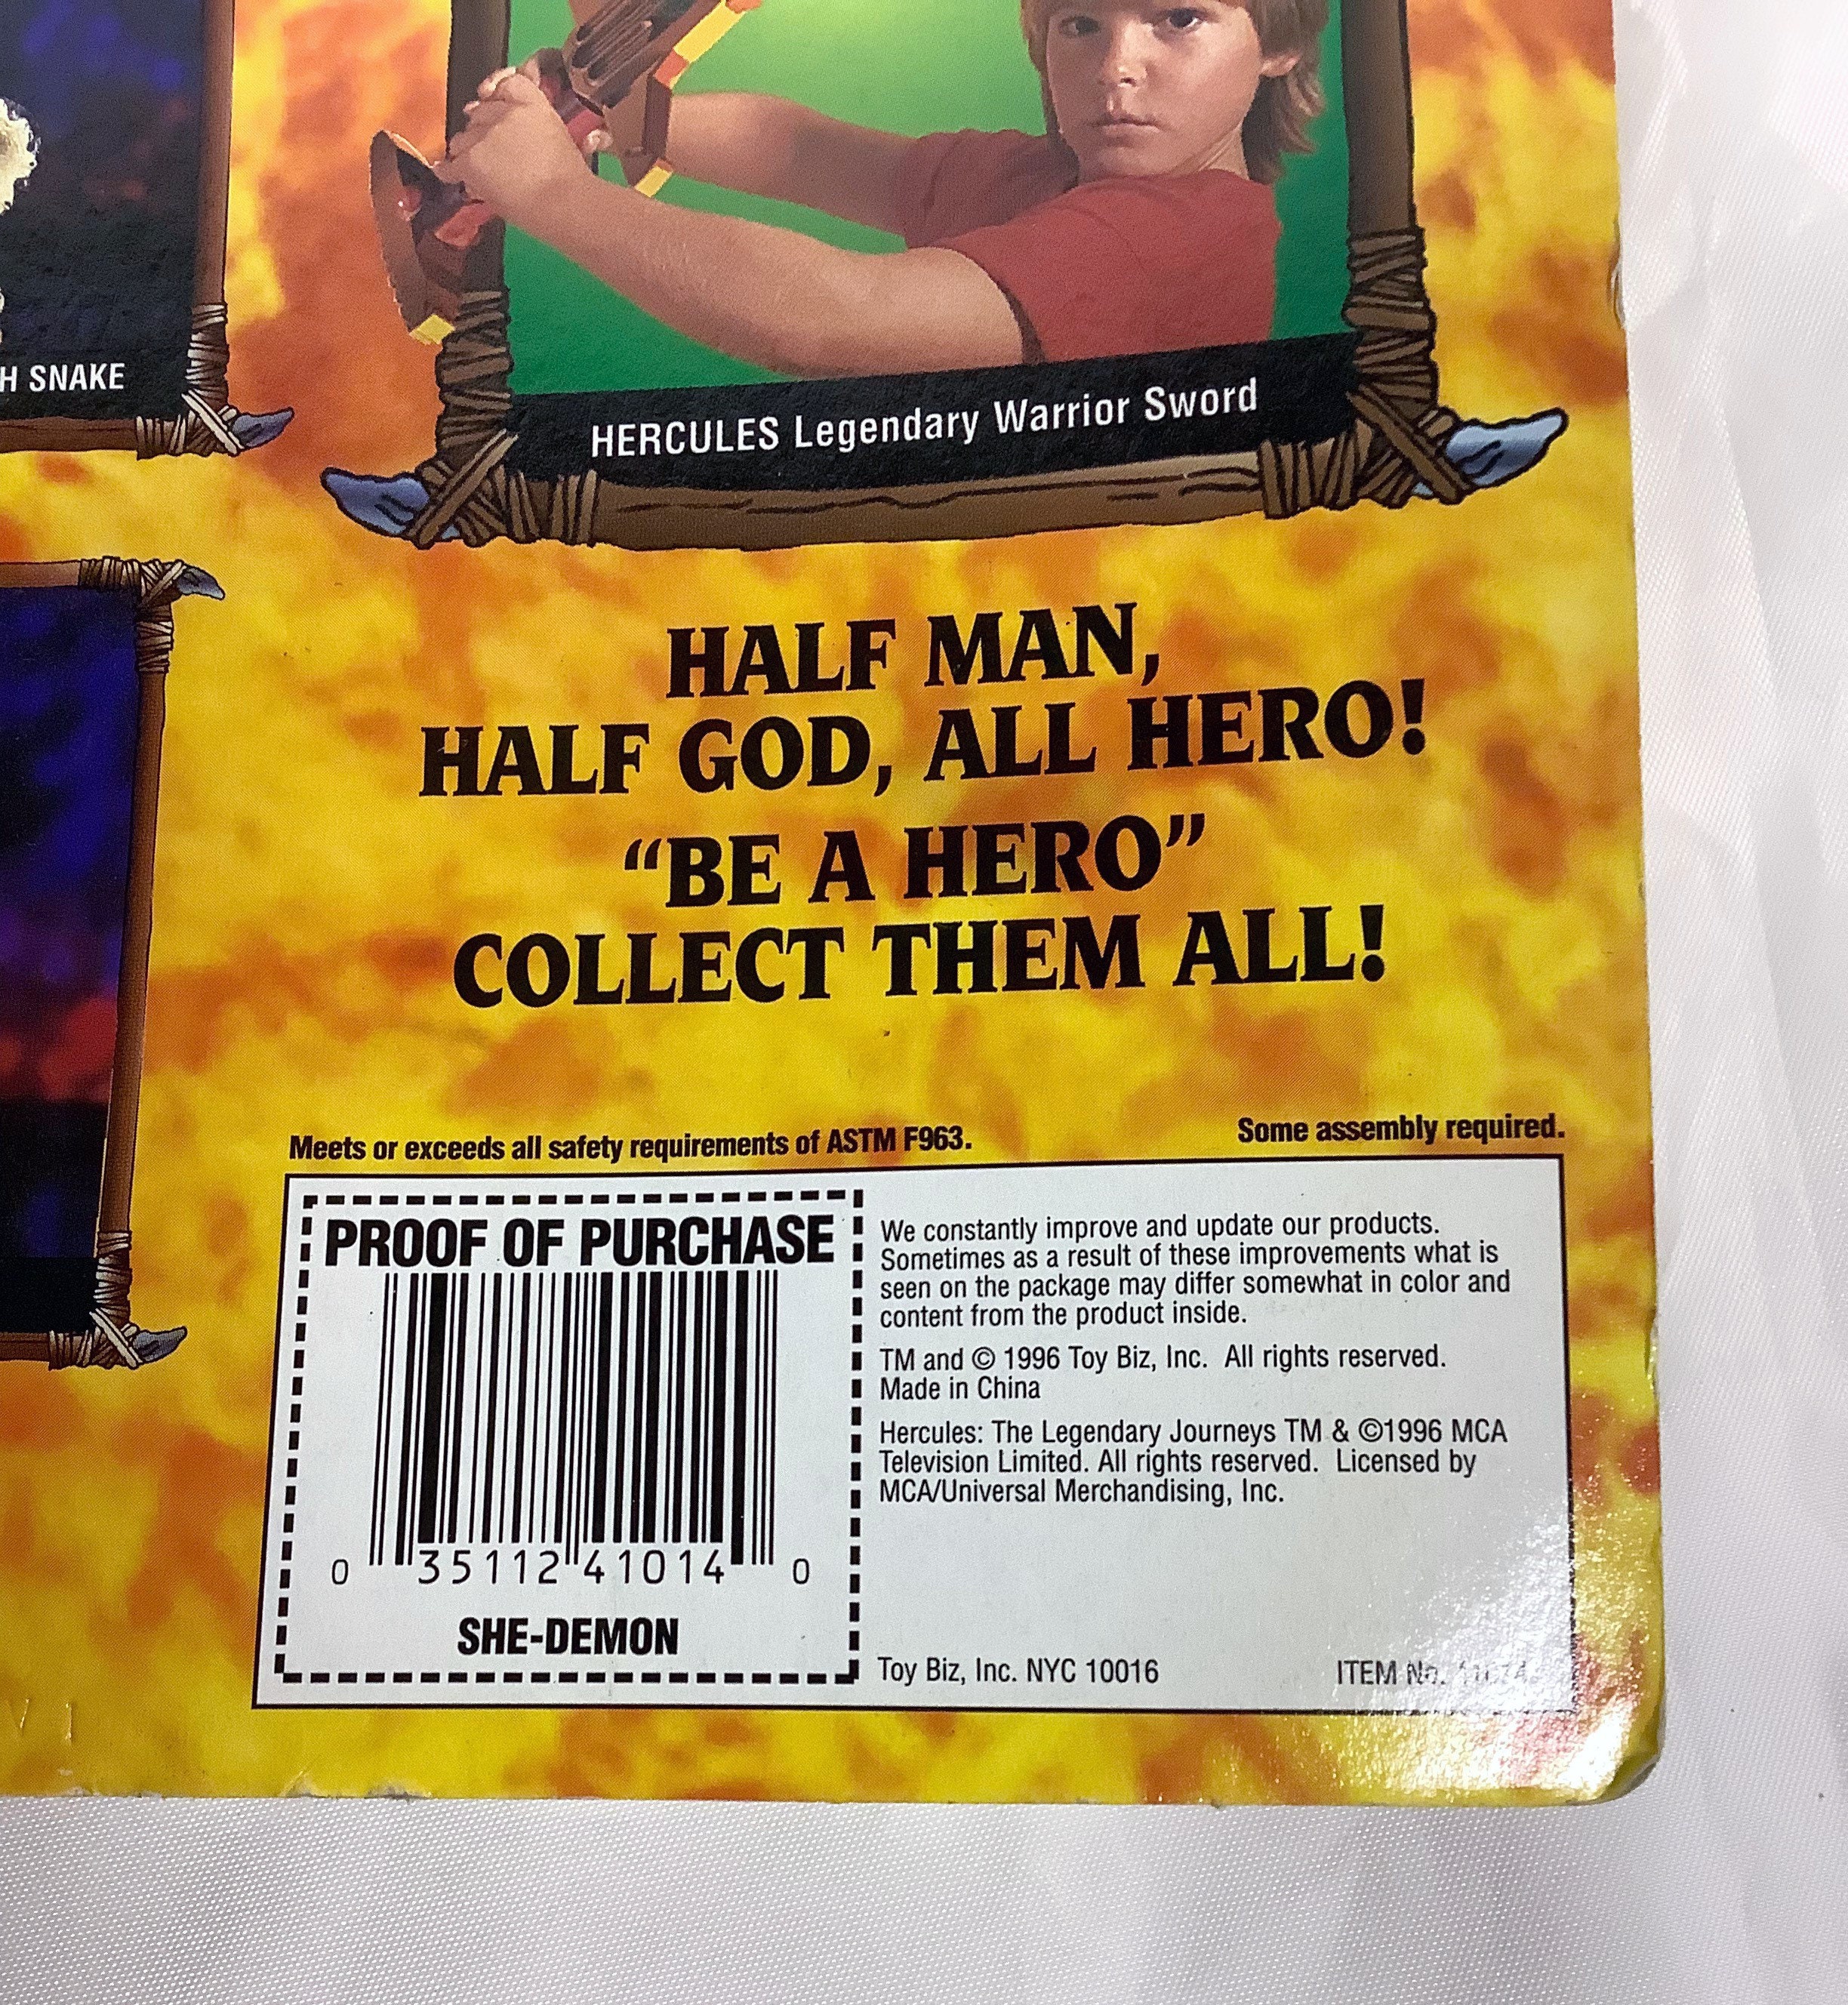 H SNAKE
HERCULES Legendary Warrior Sword
HALF MAN,
HALF GOD, ALL HERO!
“BE A HERO”
COLLECT THEM ALL!
Meets or exceeds all safety requirements of ASTM F963.
Some assembly required.
PROOF OF PURCHASE
0 35112 41014 0
SHE-DEMON
We constantly improve and update our products.
Sometimes as a result of these improvements what is
seen on the package may differ somewhat in color and
content from the product inside.
TM and © 1996 Toy Biz, Inc. All rights reserved.
Made in China
Hercules: The Legendary Journeys TM & ©1996 MCA
Television Limited. All rights reserved. Licensed by
MCA/Universal Merchandising, Inc.
Toy Biz, Inc. NYC 10016
ITEM No.